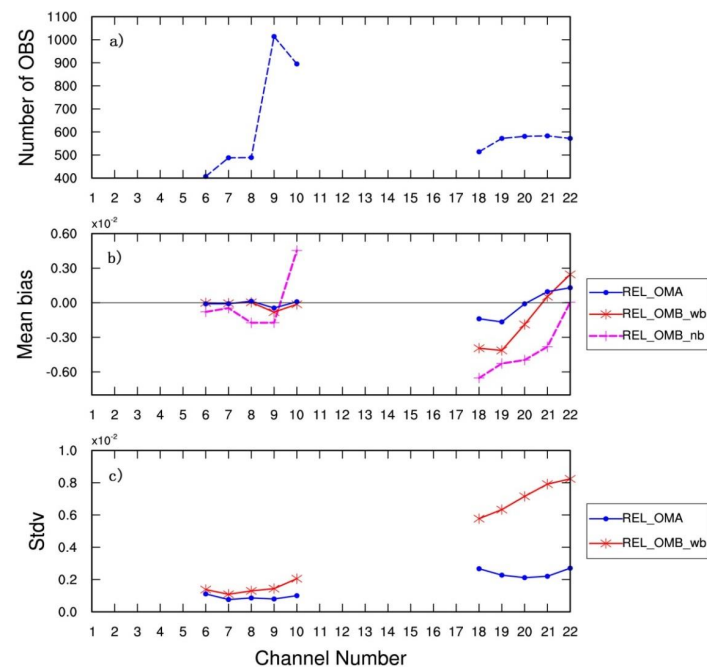 1100
1000
900
800
700
600
500
400
Number of OBS
a)
1 2 3 4 5 6 7 8 9 10 11 12 13 14 15 16 17 18 19 20 21 22
x10-2
0.60
0.30
0.00
-0.30
-0.60
Mean bias
b)
REL_OMA
REL_OMB_wb
REL_OMB_nb
1 2 3 4 5 6 7 8 9 10 11 12 13 14 15 16 17 18 19 20 21 22
x10-2
1.0
0.8
0.6
0.4
0.2
0.0
Stdv
c)
REL_OMA
REL_OMB_wb
1 2 3 4 5 6 7 8 9 10 11 12 13 14 15 16 17 18 19 20 21 22
Channel Number